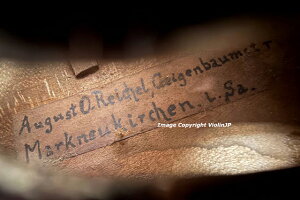 August O. Reichel, Geigenbaumstr
Markneukirchen, i. Sa.
Image Copyright ViolinJP